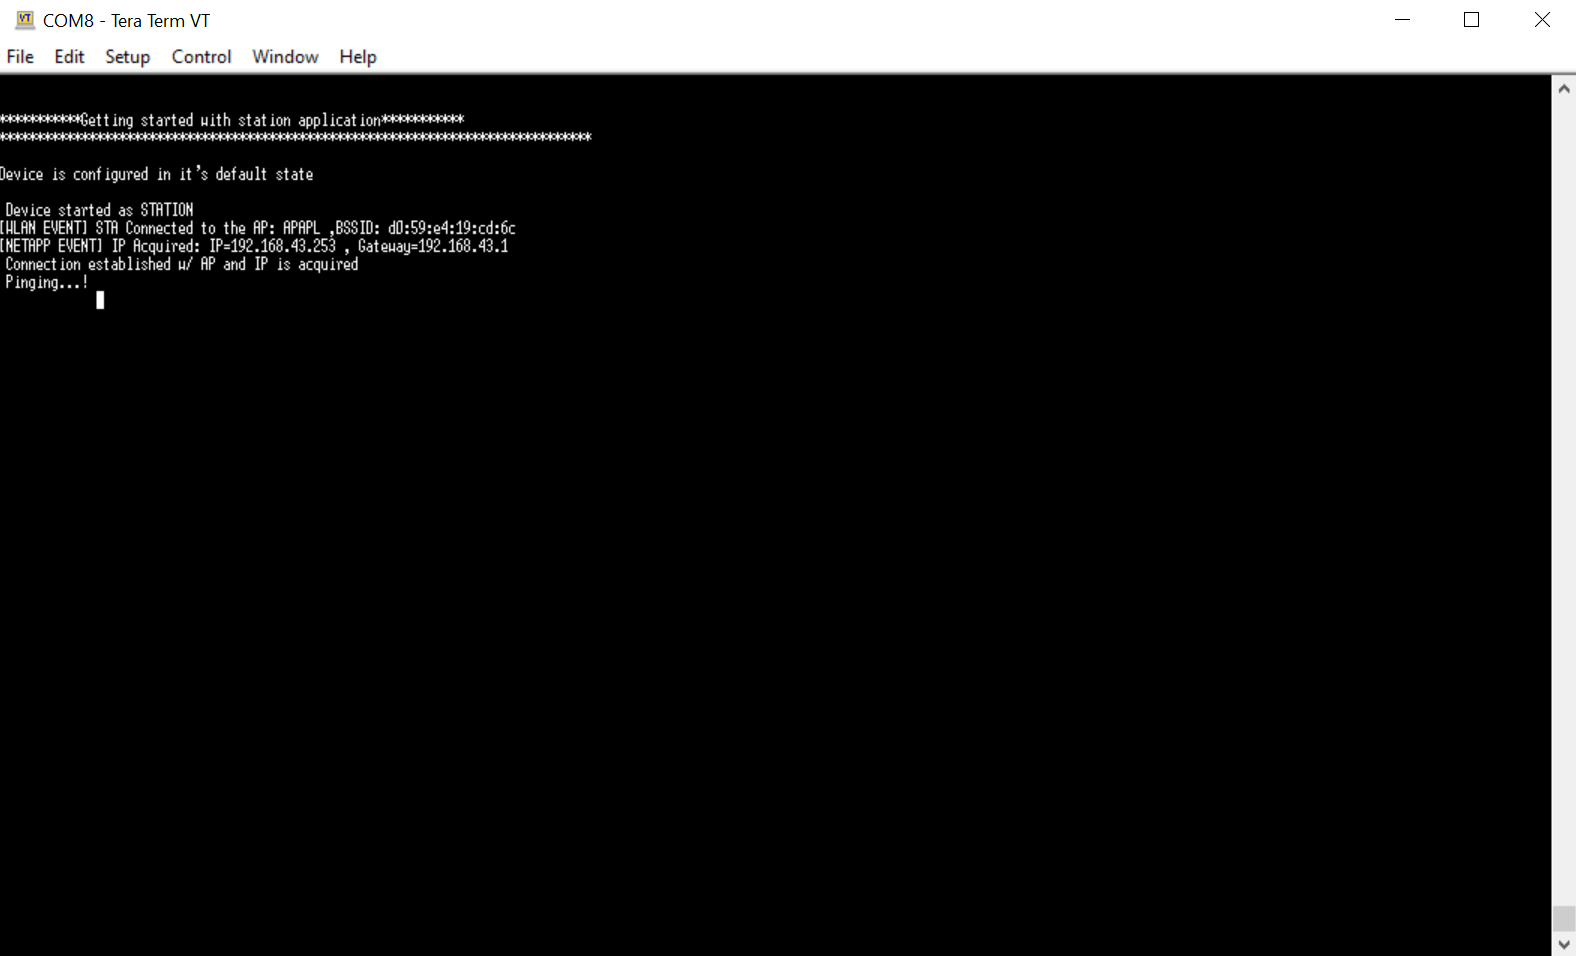 COM8 - Tera Term VT
File Edit Setup Control Window Help
***********Getting started with station application***********
*******************************************************************************
Device is configured in it's default state
Device started as STATION
[WLAN EVENT] STA Connected to the AP: APAPL ,BSSID: d0:59:e4:19:cd:6c
[NETAPP EVENT] IP Acquired: IP=192.168.43.253 , Gateway=192.168.43.1
Connection established w/ AP and IP is acquired
Pinging...!